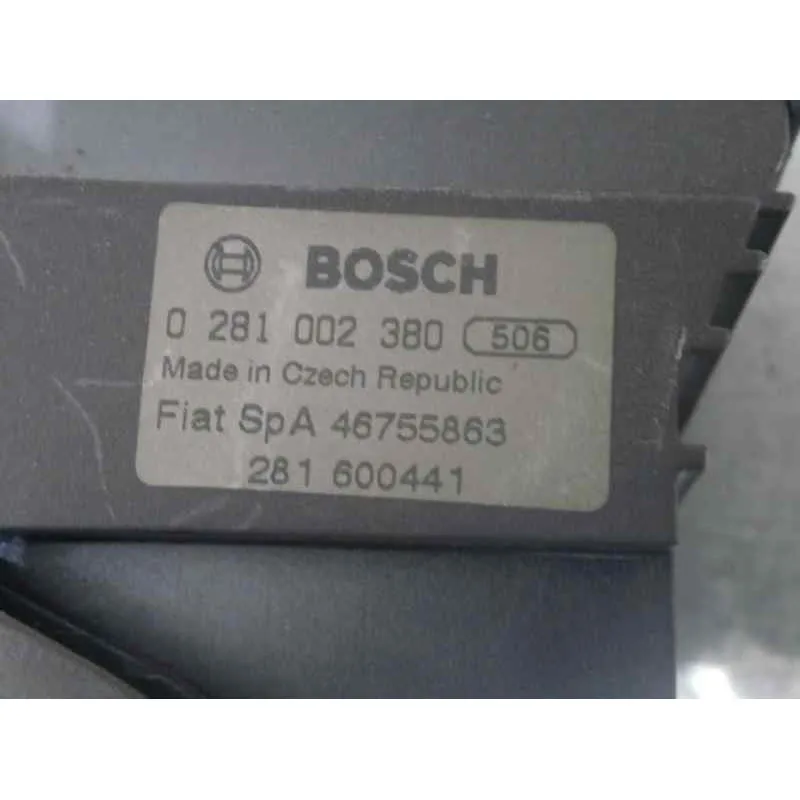 BOSCH
0 281 002 380 506
Made in Czech Republic
Fiat SpA 46755863
281 600441